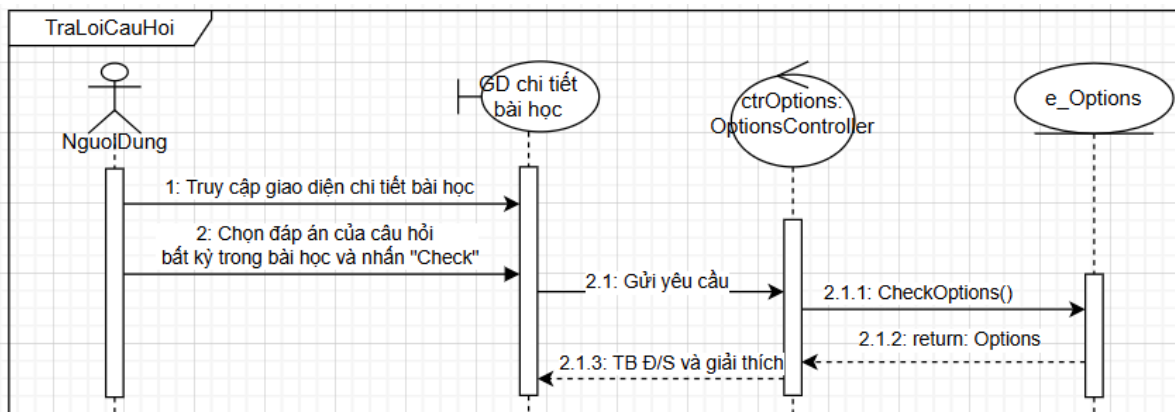 TraLoiCauHoi
NguoiDung
GD chi tiết
bài học
ctrOptions:
OptionsController
e_Options
1: Truy cập giao diện chi tiết bài học
2: Chọn đáp án của câu hỏi
bất kỳ trong bài học và nhấn "Check"
2.1: Gửi yêu cầu
2.1.1: CheckOptions()
2.1.2: return: Options
2.1.3: TB Đ/S và giải thích